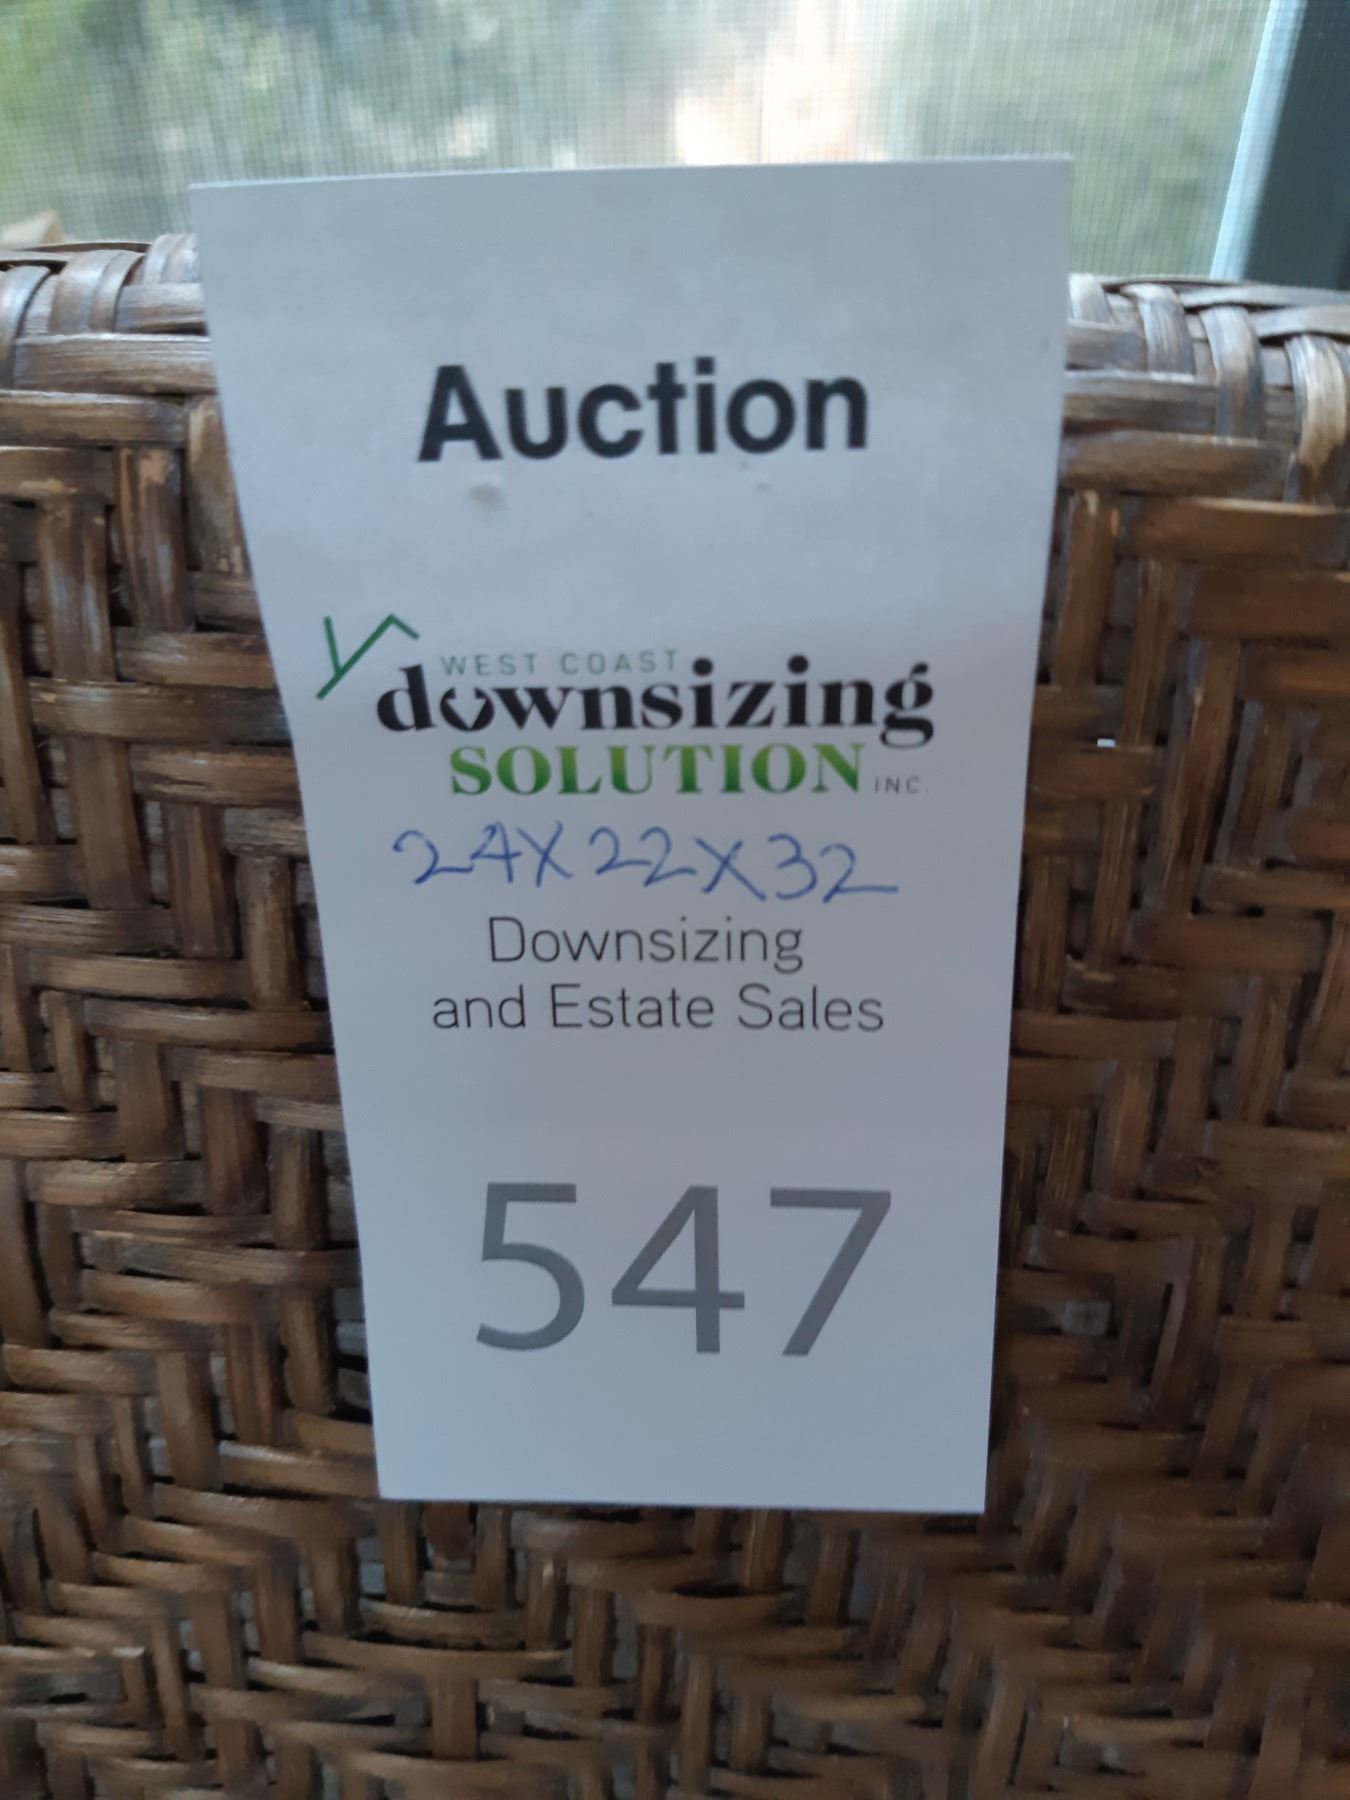 Auction
WEST COAST
downsizing
SOLUTION INC.
24X22X32
Downsizing
and Estate Sales
547